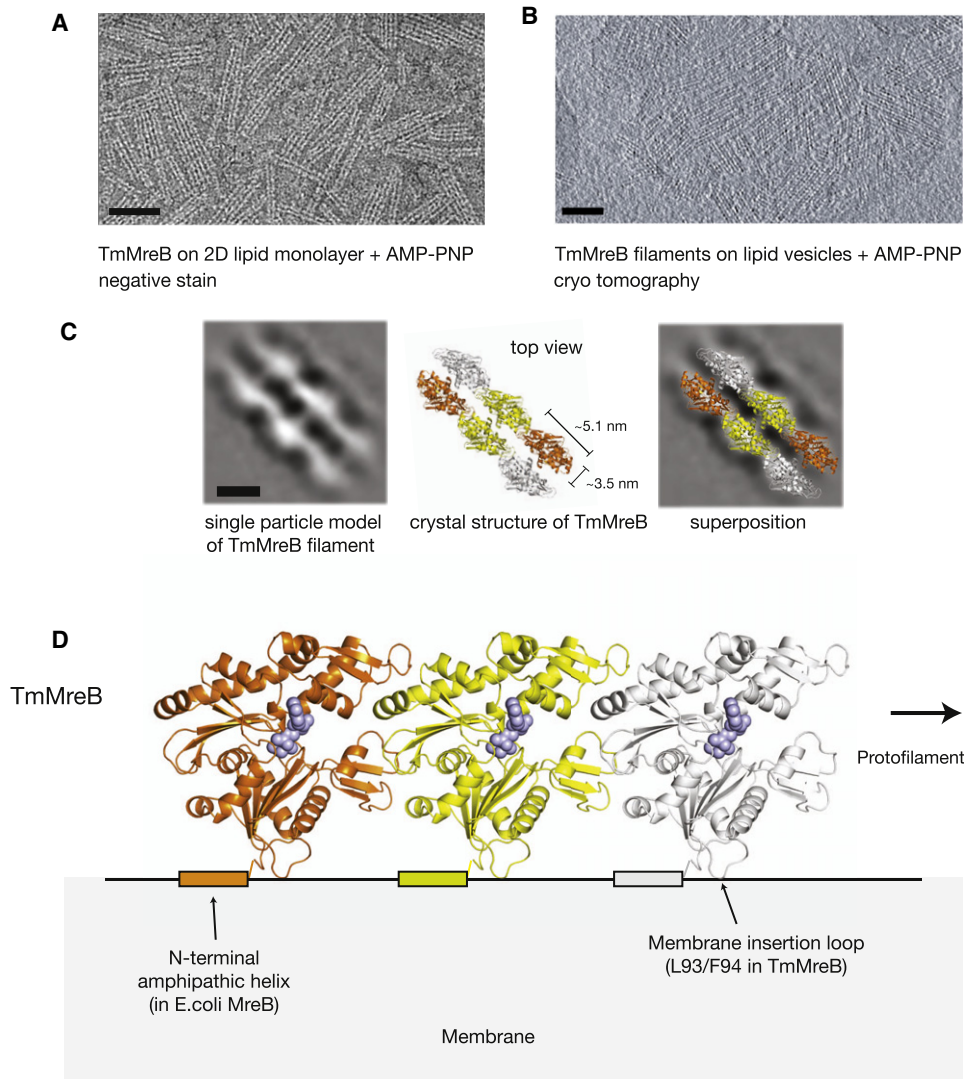 A
B
TmMreB on 2D lipid monolayer + AMP-PNP
negative stain
TmMreB filaments on lipid vesicles + AMP-PNP
cryo tomography
C
top view
~5.1 nm
~3.5 nm
single particle model
of TmMreB filament
crystal structure of TmMreB
superposition
D
TmMreB
Protofilament
N-terminal
amphipathic helix
(in E.coli MreB)
Membrane insertion loop
(L93/F94 in TmMreB)
Membrane